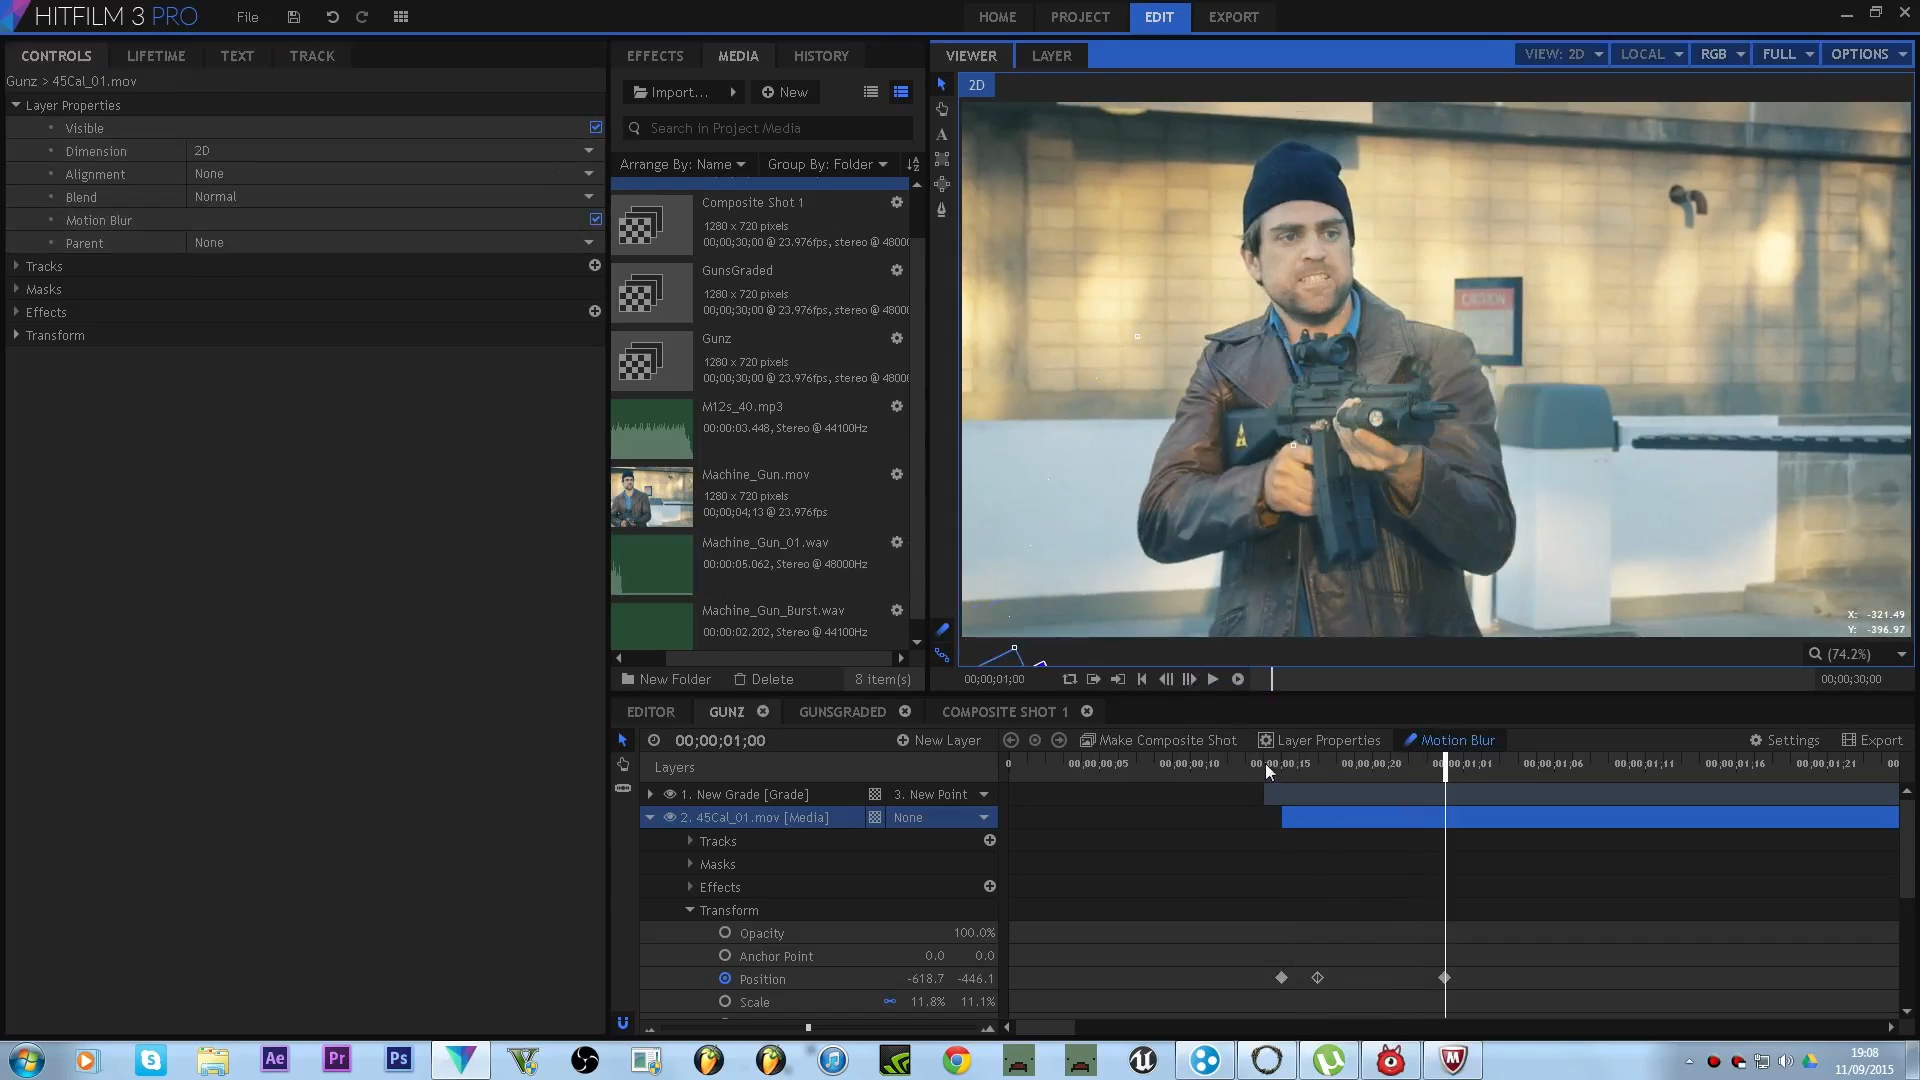 HITFILM 3 PRO
File
HOME PROJECT EDIT EXPORT
CONTROLS LIFETIME TEXT TRACK
Gunz > 45Cal_01.mov
Layer Properties
Visible
Dimension 2D
Alignment None
Blend Normal
Motion Blur
Parent None
Tracks
Masks
Effects
Transform
EFFECTS MEDIA HISTORY
Import... New
Search in Project Media
Arrange By: Name Group By: Folder
Composite Shot 1
1280 x 720 pixels
00;00;30;00 @ 23.976fps, stereo @ 4800
GunsGraded
1280 x 720 pixels
00;00;30;00 @ 23.976fps, stereo @ 4800
Gunz
1280 x 720 pixels
00;00;30;00 @ 23.976fps, stereo @ 4800
M12s_40.mp3
00:00:03.448, Stereo @ 44100Hz
Machine_Gun.mov
1280 x 720 pixels
00;00;04;13 @ 23.976fps
Machine_Gun_01.wav
00:00:05.062, Stereo @ 48000Hz
Machine_Gun_Burst.wav
00:00:02.202, Stereo @ 44100Hz
New Folder Delete 8 item(s)
VIEWER LAYER VIEW: 2D LOCAL RGB FULL OPTIONS
2D
A
CAUTION
X: -321.49
Y: -396.97
(74.2%)
00;00;01;00 00;00;30;00
EDITOR GUNZ GUNSGRADED COMPOSITE SHOT 1
00;00;01;00 New Layer Make Composite Shot Layer Properties Motion Blur Settings Export
Layers 0 00;00;00;05 00;00;00;10 00;00;00;15 00;00;00;20 00;00;01;01 00;00;01;06 00;00;01;11 00;00;01;16 00;00;01;21 00
1. New Grade [Grade] 3. New Point
2. 45Cal_01.mov [Media] None
Tracks
Masks
Effects
Transform
Opacity 100.0%
Anchor Point 0.0 0.0
Position -618.7 -446.1
Scale 11.8% 11.1%
Ae Pr Ps
19:08
11/09/2015